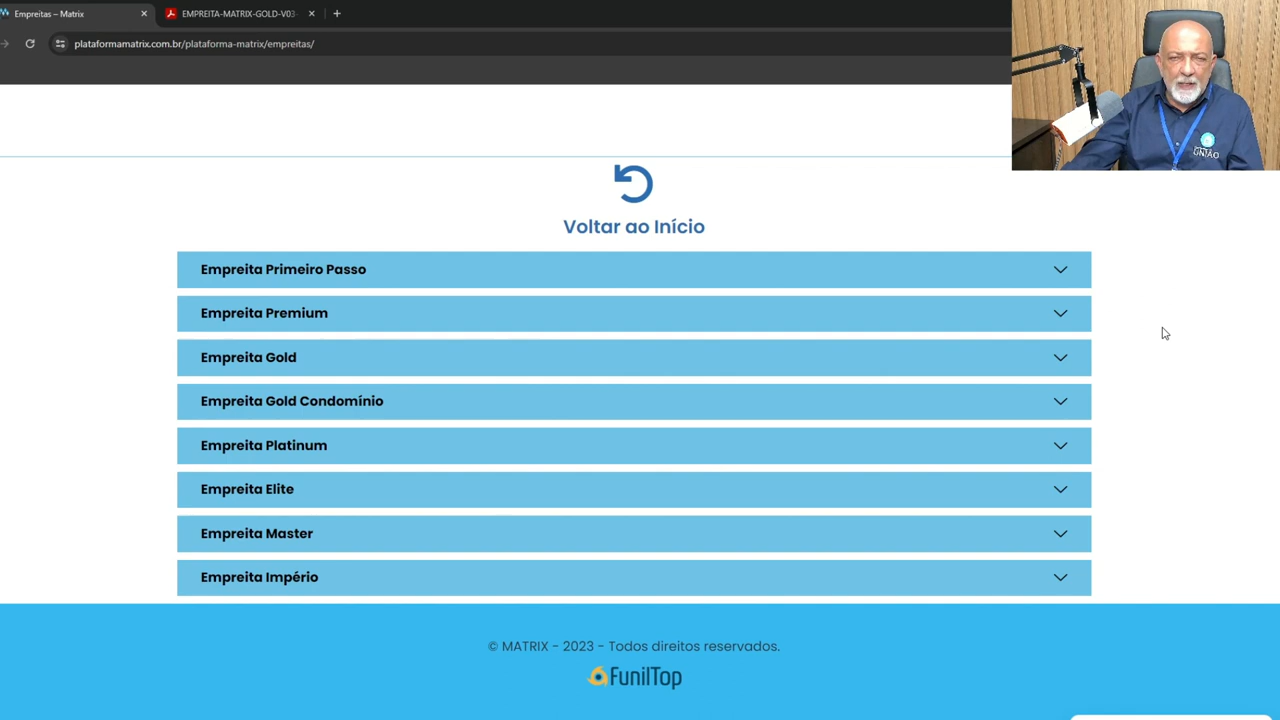 Empreitas – Matrix
EMPREITA-MATRIX-GOLD-V03-
plataformamatrix.com.br/plataforma-matrix/empreitas/
UNIÃO
Voltar ao Início
Empreita Primeiro Passo
Empreita Premium
Empreita Gold
Empreita Gold Condomínio
Empreita Platinum
Empreita Elite
Empreita Master
Empreita Império
© MATRIX - 2023 - Todos direitos reservados.
FunilTop